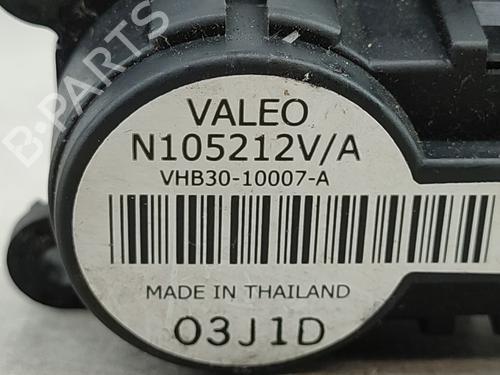 VALEO
N105212V/A
VHB30-10007-A
MADE IN THAILAND
03J1D
B-PARTS